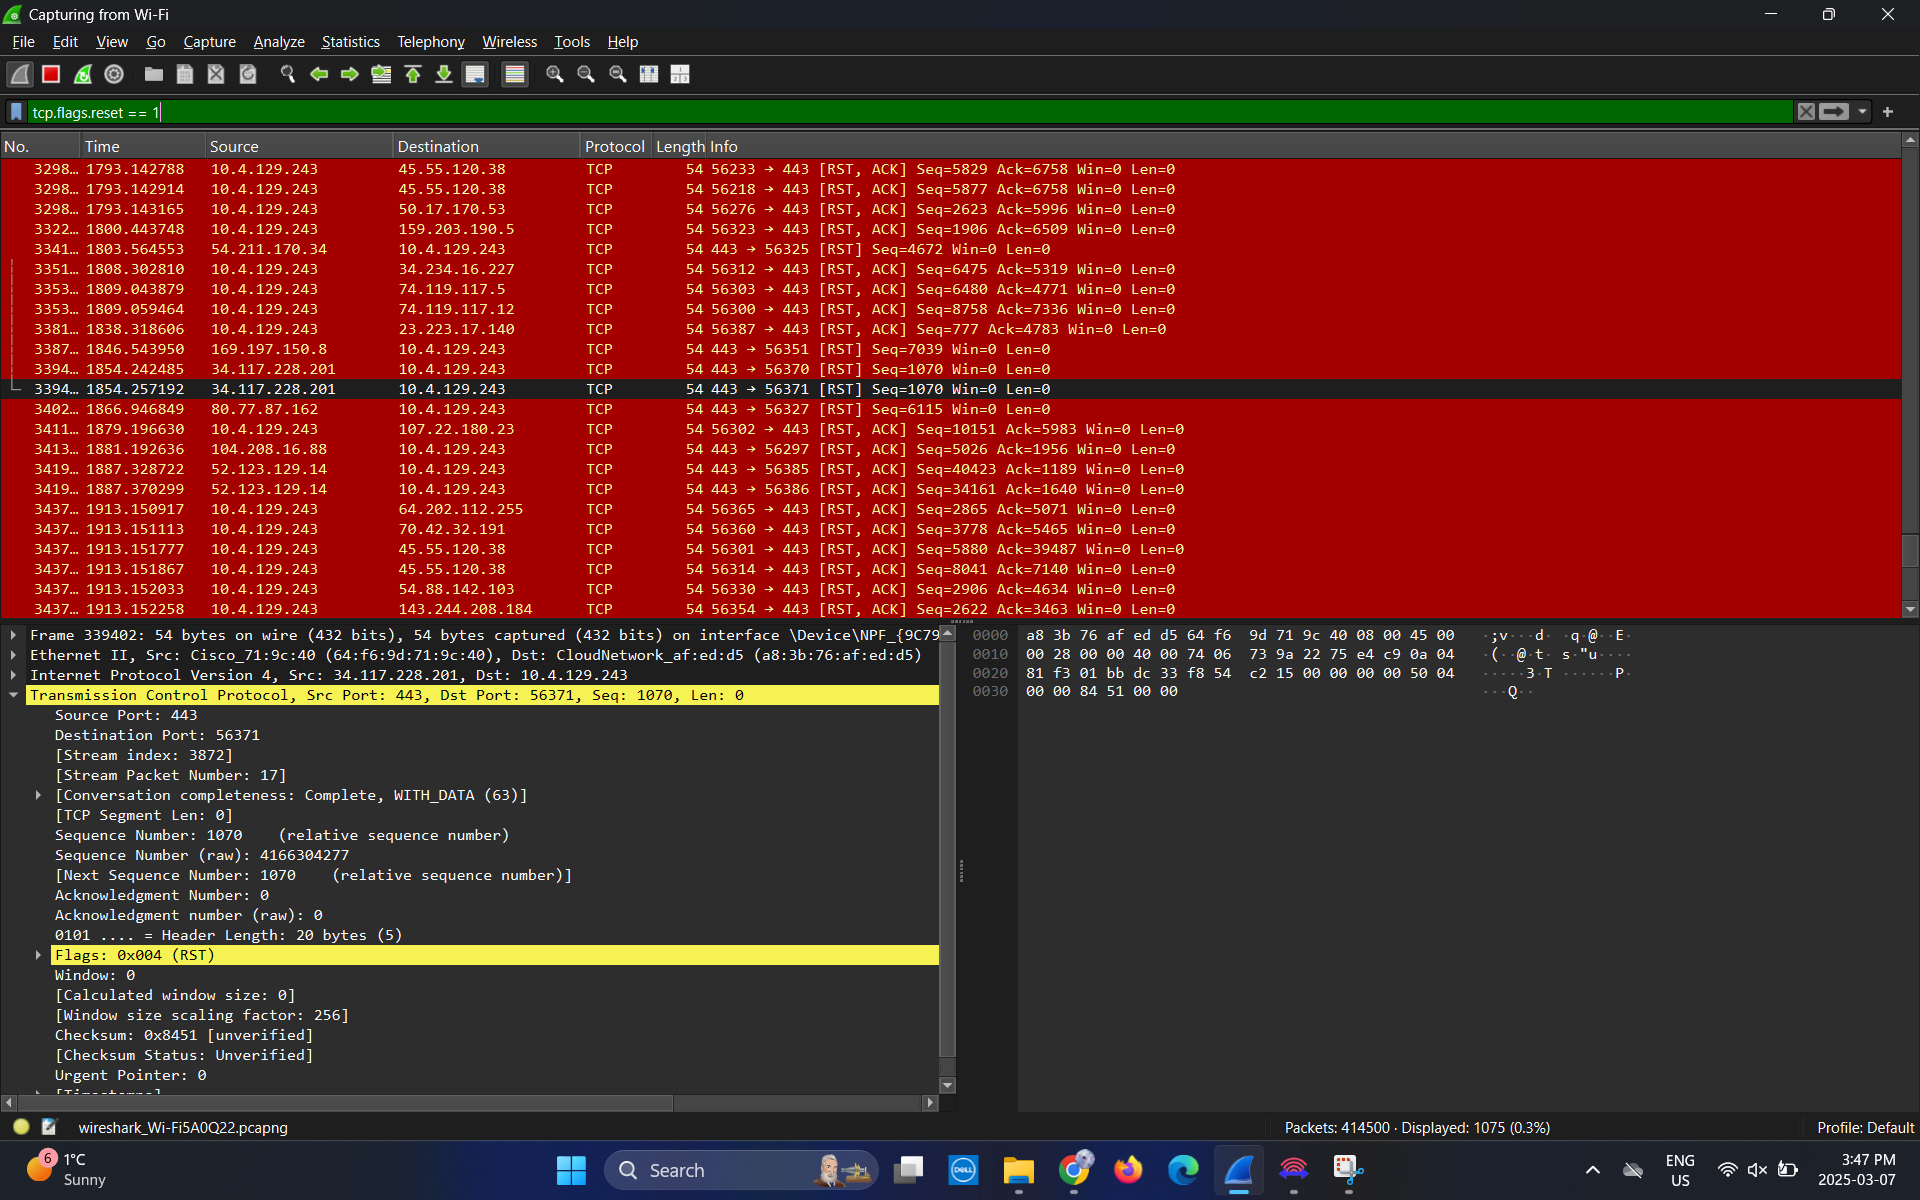 Capturing from Wi-Fi
File Edit View Go Capture Analyze Statistics Telephony Wireless Tools Help
tcp.flags.reset == 1
No. Time Source Destination Protocol Length Info
3298… 1793.142788 10.4.129.243 45.55.120.38 TCP 54 56233 → 443 [RST, ACK] Seq=5829 Ack=6758 Win=0 Len=0
3298… 1793.142914 10.4.129.243 45.55.120.38 TCP 54 56218 → 443 [RST, ACK] Seq=5877 Ack=6758 Win=0 Len=0
3298… 1793.143165 10.4.129.243 50.17.170.53 TCP 54 56276 → 443 [RST, ACK] Seq=2623 Ack=5996 Win=0 Len=0
3322… 1800.443748 10.4.129.243 159.203.190.5 TCP 54 56323 → 443 [RST, ACK] Seq=1906 Ack=6509 Win=0 Len=0
3341… 1803.564553 54.211.170.34 10.4.129.243 TCP 54 443 → 56325 [RST] Seq=4672 Win=0 Len=0
3351… 1808.302810 10.4.129.243 34.234.16.227 TCP 54 56312 → 443 [RST, ACK] Seq=6475 Ack=5319 Win=0 Len=0
3353… 1809.043879 10.4.129.243 74.119.117.5 TCP 54 56303 → 443 [RST, ACK] Seq=6480 Ack=4771 Win=0 Len=0
3353… 1809.059464 10.4.129.243 74.119.117.12 TCP 54 56300 → 443 [RST, ACK] Seq=8758 Ack=7336 Win=0 Len=0
3381… 1838.318606 10.4.129.243 23.223.17.140 TCP 54 56387 → 443 [RST, ACK] Seq=777 Ack=4783 Win=0 Len=0
3387… 1846.543950 169.197.150.8 10.4.129.243 TCP 54 443 → 56351 [RST] Seq=7039 Win=0 Len=0
3394… 1854.242485 34.117.228.201 10.4.129.243 TCP 54 443 → 56370 [RST] Seq=1070 Win=0 Len=0
3394… 1854.257192 34.117.228.201 10.4.129.243 TCP 54 443 → 56371 [RST] Seq=1070 Win=0 Len=0
3402… 1866.946849 80.77.87.162 10.4.129.243 TCP 54 443 → 56327 [RST] Seq=6115 Win=0 Len=0
3411… 1879.196630 10.4.129.243 107.22.180.23 TCP 54 56302 → 443 [RST, ACK] Seq=10151 Ack=5983 Win=0 Len=0
3413… 1881.192636 104.208.16.88 10.4.129.243 TCP 54 443 → 56297 [RST, ACK] Seq=5026 Ack=1956 Win=0 Len=0
3419… 1887.328722 52.123.129.14 10.4.129.243 TCP 54 443 → 56385 [RST, ACK] Seq=40423 Ack=1189 Win=0 Len=0
3419… 1887.370299 52.123.129.14 10.4.129.243 TCP 54 443 → 56386 [RST, ACK] Seq=34161 Ack=1640 Win=0 Len=0
3437… 1913.150917 10.4.129.243 64.202.112.255 TCP 54 56365 → 443 [RST, ACK] Seq=2865 Ack=5071 Win=0 Len=0
3437… 1913.151113 10.4.129.243 70.42.32.191 TCP 54 56360 → 443 [RST, ACK] Seq=3778 Ack=5465 Win=0 Len=0
3437… 1913.151777 10.4.129.243 45.55.120.38 TCP 54 56301 → 443 [RST, ACK] Seq=5880 Ack=39487 Win=0 Len=0
3437… 1913.151867 10.4.129.243 45.55.120.38 TCP 54 56314 → 443 [RST, ACK] Seq=8041 Ack=7140 Win=0 Len=0
3437… 1913.152033 10.4.129.243 54.88.142.103 TCP 54 56330 → 443 [RST, ACK] Seq=2906 Ack=4634 Win=0 Len=0
3437… 1913.152258 10.4.129.243 143.244.208.184 TCP 54 56354 → 443 [RST, ACK] Seq=2622 Ack=3463 Win=0 Len=0
Frame 339402: 54 bytes on wire (432 bits), 54 bytes captured (432 bits) on interface \Device\NPF_{9C79
Ethernet II, Src: Cisco_71:9c:40 (64:f6:9d:71:9c:40), Dst: CloudNetwork_af:ed:d5 (a8:3b:76:af:ed:d5)
Internet Protocol Version 4, Src: 34.117.228.201, Dst: 10.4.129.243
Transmission Control Protocol, Src Port: 443, Dst Port: 56371, Seq: 1070, Len: 0
Source Port: 443
Destination Port: 56371
[Stream index: 3872]
[Stream Packet Number: 17]
[Conversation completeness: Complete, WITH_DATA (63)]
[TCP Segment Len: 0]
Sequence Number: 1070 (relative sequence number)
Sequence Number (raw): 4166304277
[Next Sequence Number: 1070 (relative sequence number)]
Acknowledgment Number: 0
Acknowledgment number (raw): 0
0101 .... = Header Length: 20 bytes (5)
Flags: 0x004 (RST)
Window: 0
[Calculated window size: 0]
[Window size scaling factor: 256]
Checksum: 0x8451 [unverified]
[Checksum Status: Unverified]
Urgent Pointer: 0
0000 a8 3b 76 af ed d5 64 f6 9d 71 9c 40 08 00 45 00 ·;v···d· ·q·@··E·
0010 00 28 00 00 40 00 74 06 73 9a 22 75 e4 c9 0a 04 ·(··@·t· s·"u····
0020 81 f3 01 bb dc 33 f8 54 c2 15 00 00 00 00 50 04 ·····3·T ······P·
0030 00 00 84 51 00 00 ···Q··
wireshark_Wi-Fi5A0Q22.pcapng
Packets: 414500 · Displayed: 1075 (0.3%)
Profile: Default
6
1°C
Sunny
Search
DELL
ENG
US
3:47 PM
2025-03-07